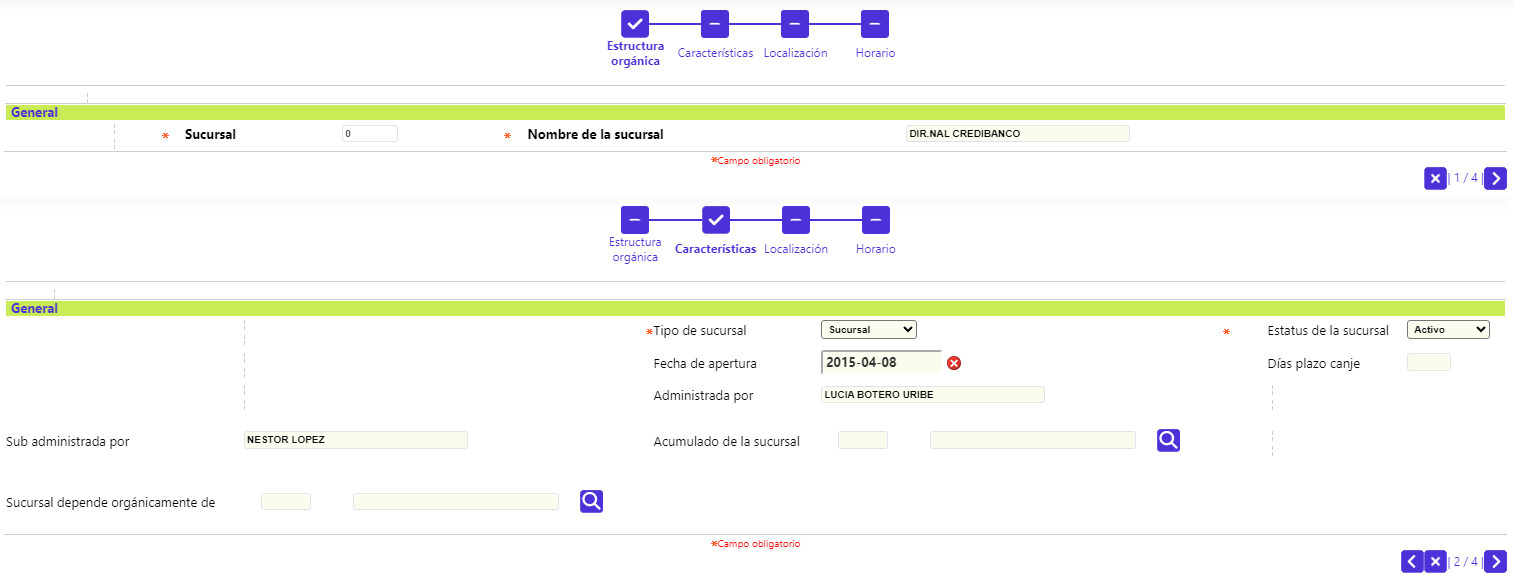 Estructura orgánica Características Localización Horario
General
* Sucursal 0 * Nombre de la sucursal DIR.NAL CREDIBANCO
*Campo obligatorio
| 1 / 4 |
Estructura orgánica Características Localización Horario
General
*Tipo de sucursal Sucursal * Estatus de la sucursal Activo
Fecha de apertura 2015-04-08 Días plazo canje
Administrada por LUCIA BOTERO URIBE
Sub administrada por NESTOR LOPEZ Acumulado de la sucursal
Sucursal depende orgánicamente de
*Campo obligatorio
| 2 / 4 |